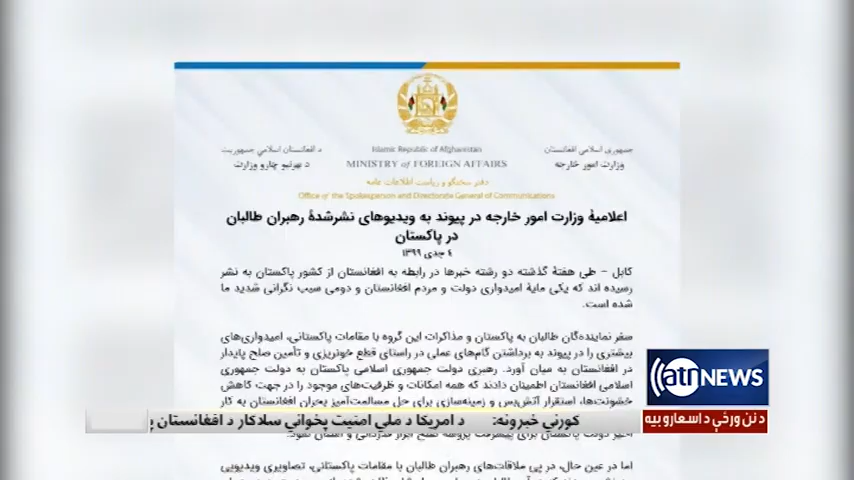 جمهوری اسلامی افغانستان
وزارت امور خارجه
Islamic Republic of Afghanistan
MINISTRY of FOREIGN AFFAIRS
د افغانستان اسلامي جمهوریت
د بهرنیو چارو وزارت
دفتر سخنگو و ریاست اطلاعات عامه
Office of the Spokesperson and Directorate General of Communications
اعلامیهٔ وزارت امور خارجه در پیوند به ویدیوهای نشرشدهٔ رهبران طالبان
در پاکستان
٤ جدی ١٣٩٩
کابل – طی هفتهٔ گذشته دو رشته خبرها در رابطه به افغانستان از کشور پاکستان به نشر
رسیده اند که یکی مایهٔ امیدواری دولت و مردم افغانستان و دومی سبب نگرانی شدید ما
شده است.
سفر نماینده‌گان طالبان به پاکستان و مذاکرات این گروه با مقامات پاکستانی، امیدواری‌های
بیشتری را در پیوند به برداشتن گام‌های عملی در راستای قطع خونریزی و تأمین صلح پایدار
در افغانستان به میان آورد. رهبری دولت جمهوری اسلامی پاکستان به دولت جمهوری
اسلامی افغانستان اطمینان دادند که همه امکانات و ظرفیت‌های موجود را در جهت کاهش
خشونت‌ها، استقرار آتش‌بس و زمینه‌سازی برای حل مسالمت‌آمیز بحران افغانستان به کار
اما در عین حال، در پی ملاقات‌های رهبران طالبان با مقامات پاکستانی، تصاویری ویدیویی
atn NEWS
د نن ورځې د اسعارو بیه
کورني خبرونه: د امریکا د ملي امنیت پخواني سلاکار د افغانستان پ